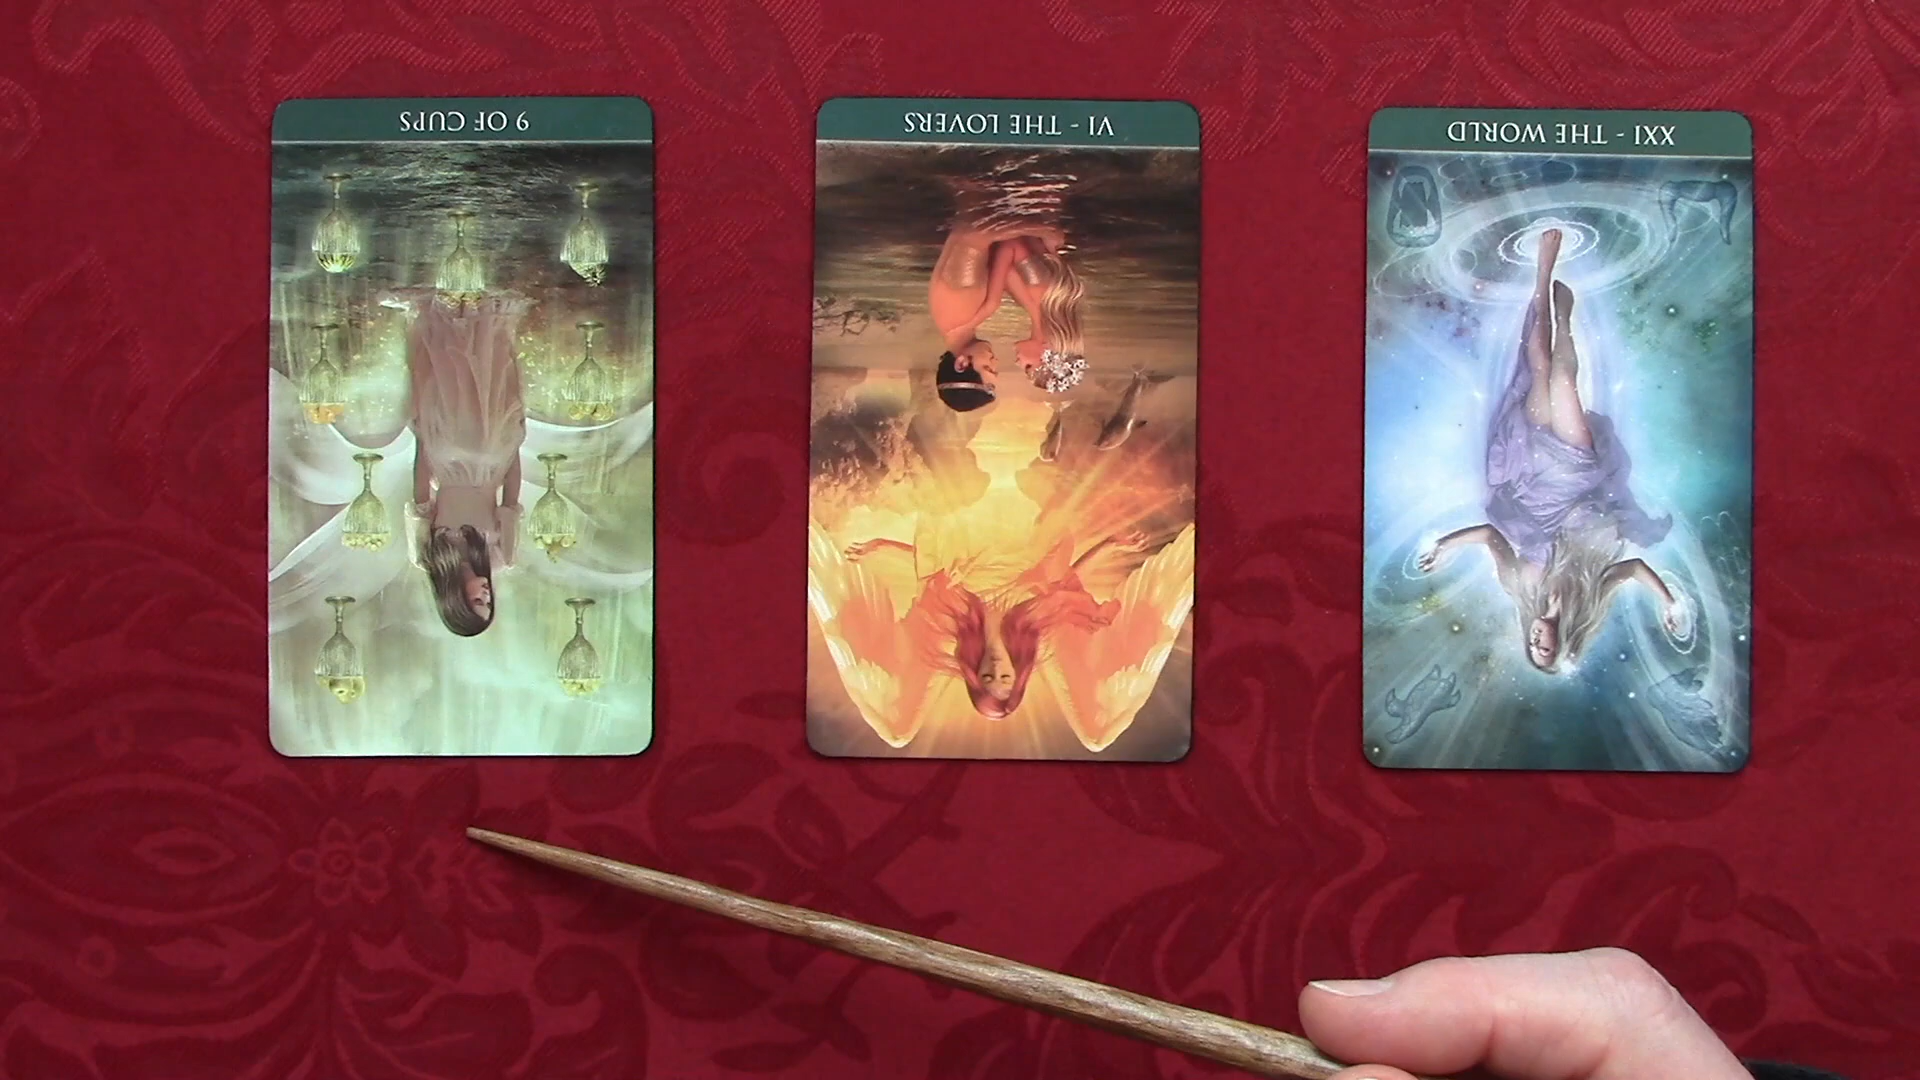 9 OF CUPS
VI - THE LOVERS
XXI - THE WORLD